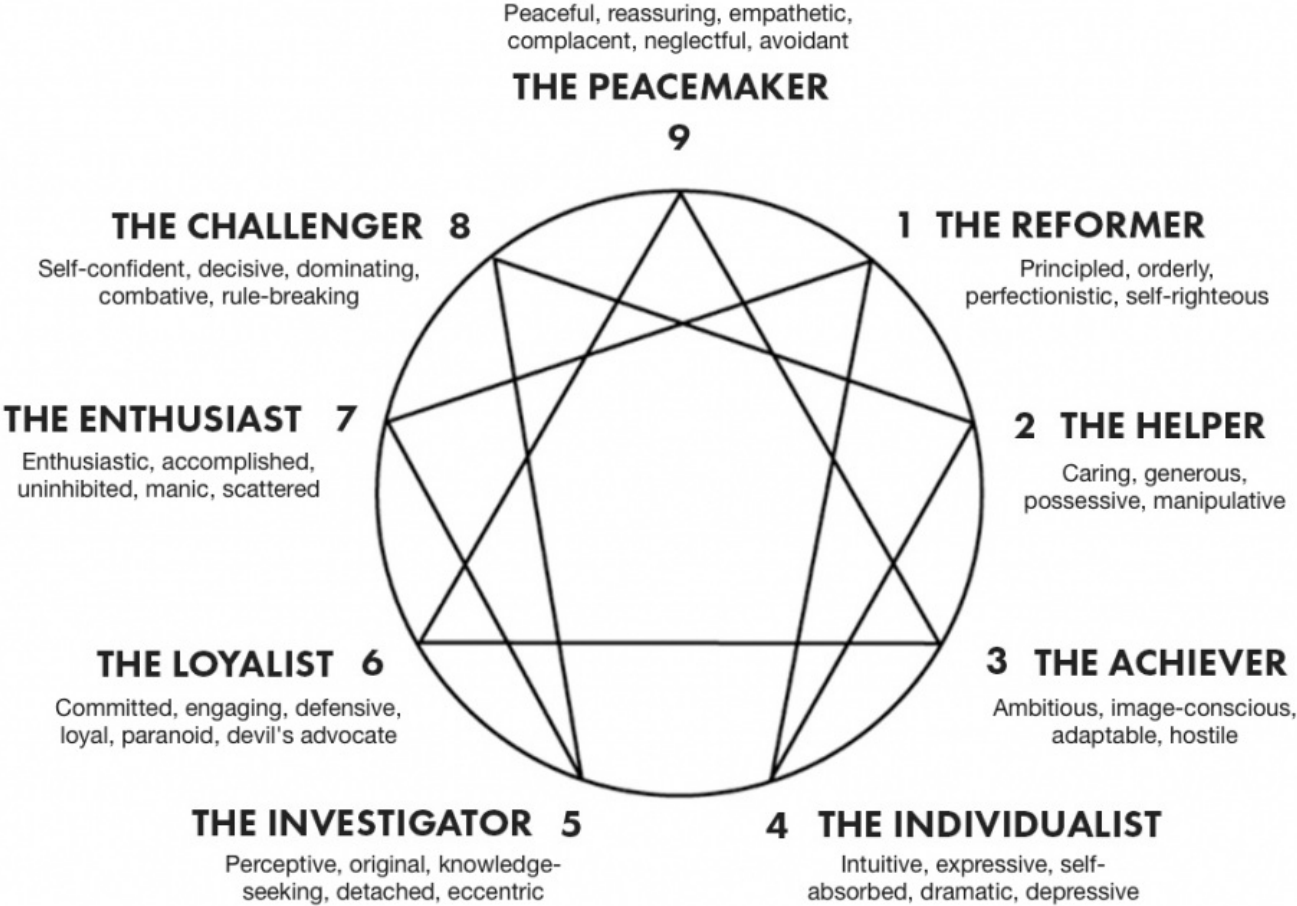 Peaceful, reassuring, empathetic,
complacent, neglectful, avoidant
THE PEACEMAKER
9
THE CHALLENGER 8
Self-confident, decisive, dominating,
combative, rule-breaking
1 THE REFORMER
Principled, orderly,
perfectionistic, self-righteous
THE ENTHUSIAST 7
Enthusiastic, accomplished,
uninhibited, manic, scattered
2 THE HELPER
Caring, generous,
possessive, manipulative
THE LOYALIST 6
Committed, engaging, defensive,
loyal, paranoid, devil's advocate
3 THE ACHIEVER
Ambitious, image-conscious,
adaptable, hostile
THE INVESTIGATOR 5
Perceptive, original, knowledge-
seeking, detached, eccentric
4 THE INDIVIDUALIST
Intuitive, expressive, self-
absorbed, dramatic, depressive